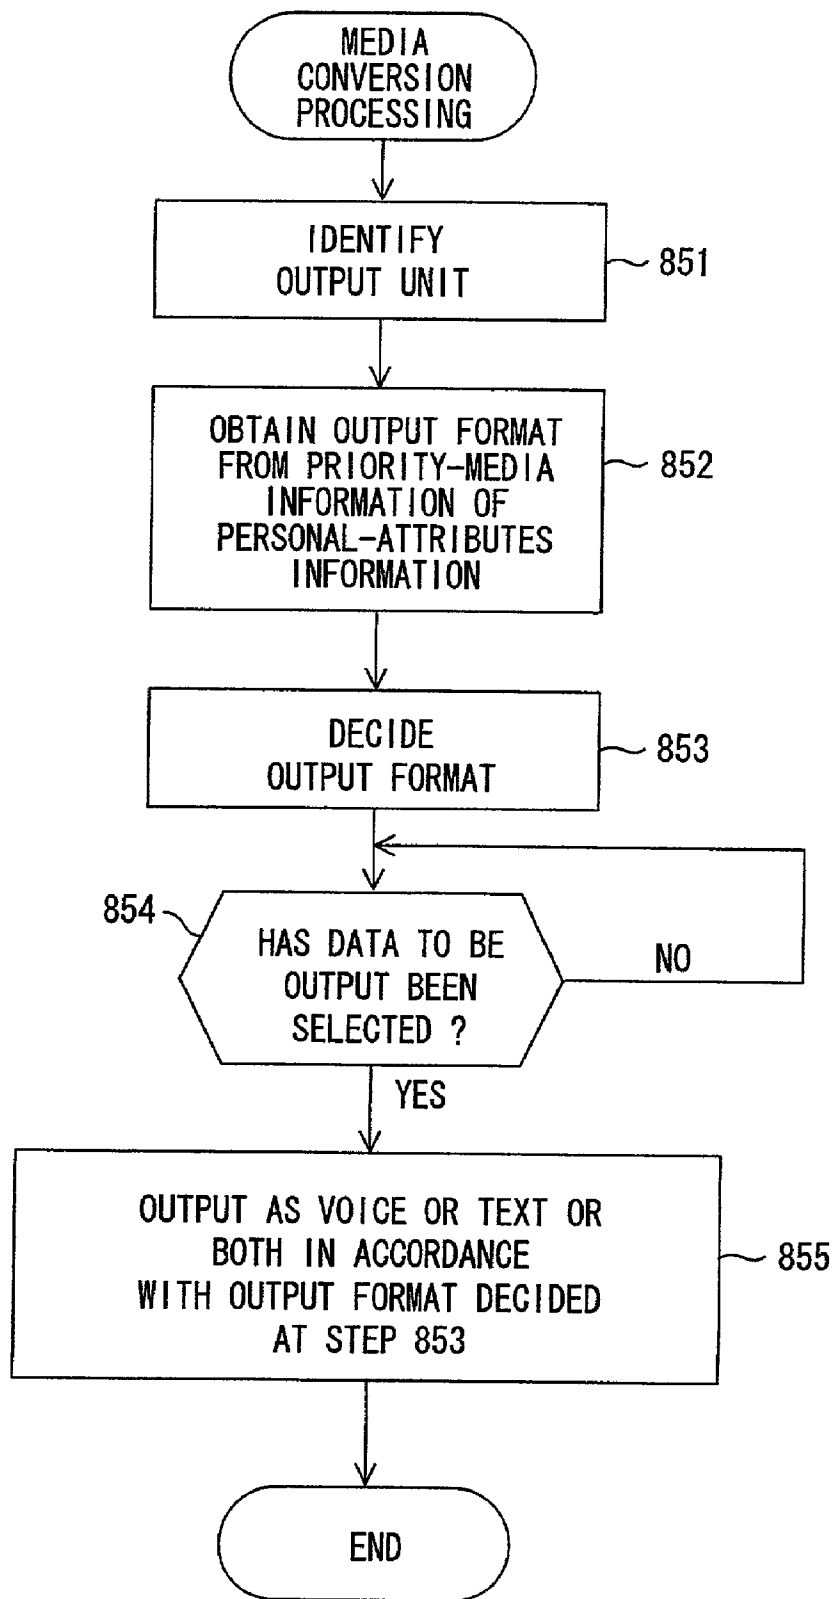 MEDIA
CONVERSION
PROCESSING
IDENTIFY
OUTPUT UNIT
851
OBTAIN OUTPUT FORMAT
FROM PRIORITY-MEDIA
INFORMATION OF
PERSONAL-ATTRIBUTES
INFORMATION
852
DECIDE
OUTPUT FORMAT
853
854
HAS DATA TO BE
OUTPUT BEEN
SELECTED ?
NO
YES
OUTPUT AS VOICE OR TEXT OR
BOTH IN ACCORDANCE
WITH OUTPUT FORMAT DECIDED
AT STEP 853
855
END